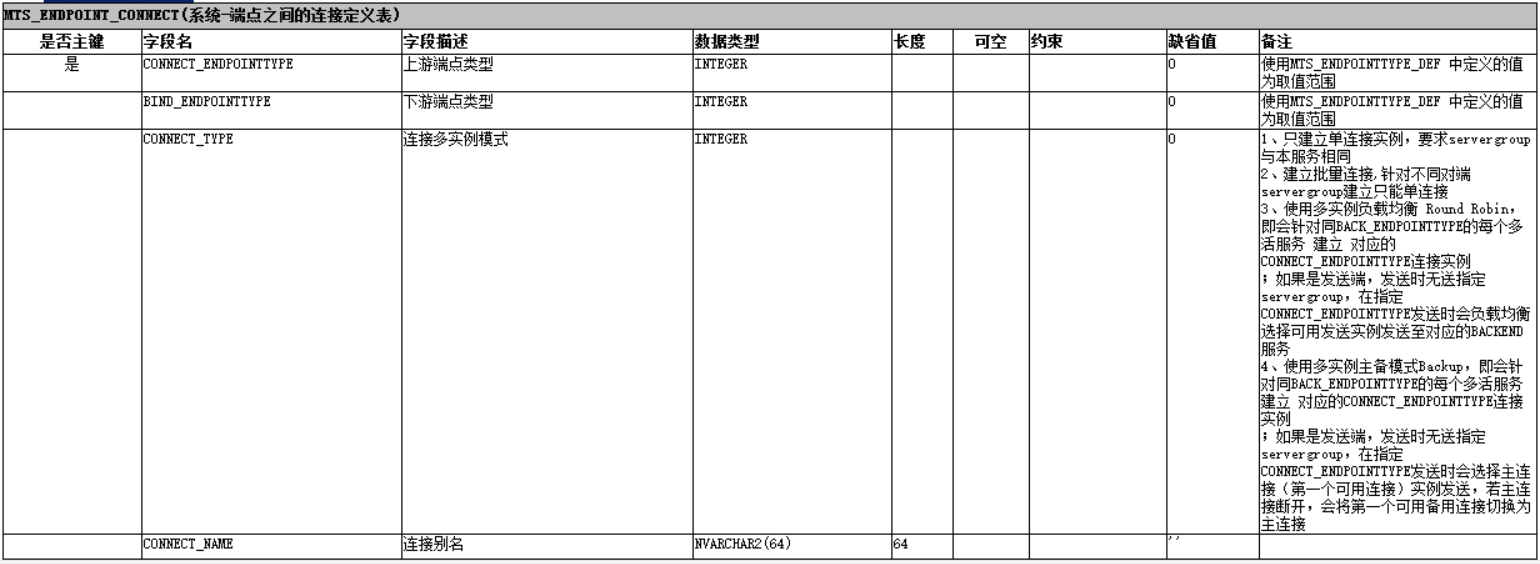 MTS_ENDPOINT_CONNECT(系统-端点之间的连接定义表)
是否主键 字段名 字段描述 数据类型 长度 可空 约束 缺省值 备注
是 CONNECT_ENDPOINTTYPE 上游端点类型 INTEGER 0 使用MTS_ENDPOINTTYPE_DEF 中定义的值
为取值范围
BIND_ENDPOINTTYPE 下游端点类型 INTEGER 0 使用MTS_ENDPOINTTYPE_DEF 中定义的值
为取值范围
CONNECT_TYPE 连接多实例模式 INTEGER 0 1、只建立单连接实例，要求servergroup
与本服务相同
2、建立批量连接,针对不同对端
servergroup建立只能单连接
3、使用多实例负载均衡 Round Robin，
即会针对同BACK_ENDPOINTTYPE的每个多
活服务 建立 对应的
CONNECT_ENDPOINTTYPE连接实例
；如果是发送端，发送时无送指定
servergroup，在指定
CONNECT_ENDPOINTTYPE发送时会负载均衡
选择可用发送实例发送至对应的BACKEND
服务
4、使用多实例主备模式Backup，即会针
对同BACK_ENDPOINTTYPE的每个多活服务
建立 对应的CONNECT_ENDPOINTTYPE连接
实例
；如果是发送端，发送时无送指定
servergroup，在指定
CONNECT_ENDPOINTTYPE发送时会选择主连
接（第一个可用连接）实例发送，若主连
接断开，会将第一个可用备用连接切换为
主连接
CONNECT_NAME 连接别名 NVARCHAR2(64) 64 ''